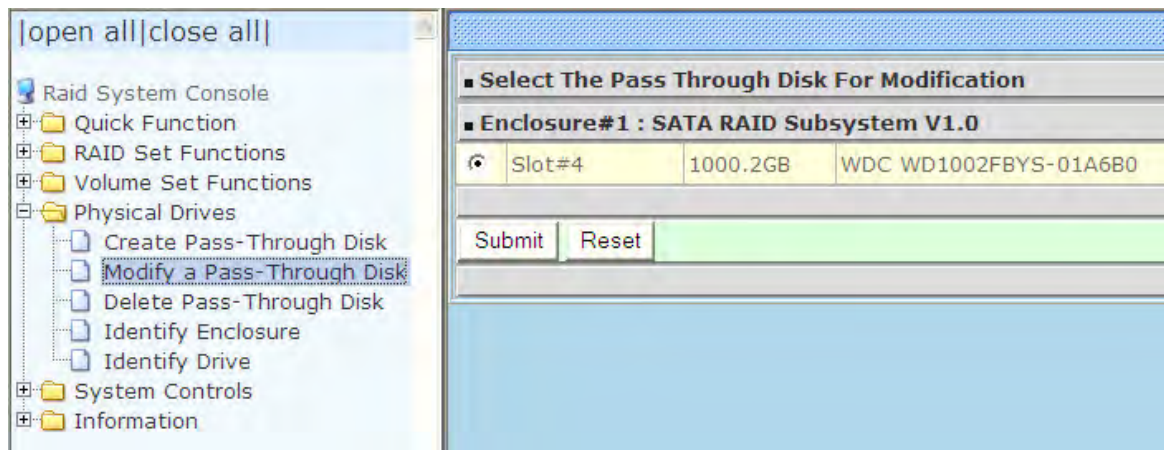 |open all|close all|
Raid System Console
Quick Function
RAID Set Functions
Volume Set Functions
Physical Drives
Create Pass-Through Disk
Modify a Pass-Through Disk
Delete Pass-Through Disk
Identify Enclosure
Identify Drive
System Controls
Information
Select The Pass Through Disk For Modification
Enclosure#1 : SATA RAID Subsystem V1.0
Slot#4 1000.2GB WDC WD1002FBYS-01A6B0
Submit Reset